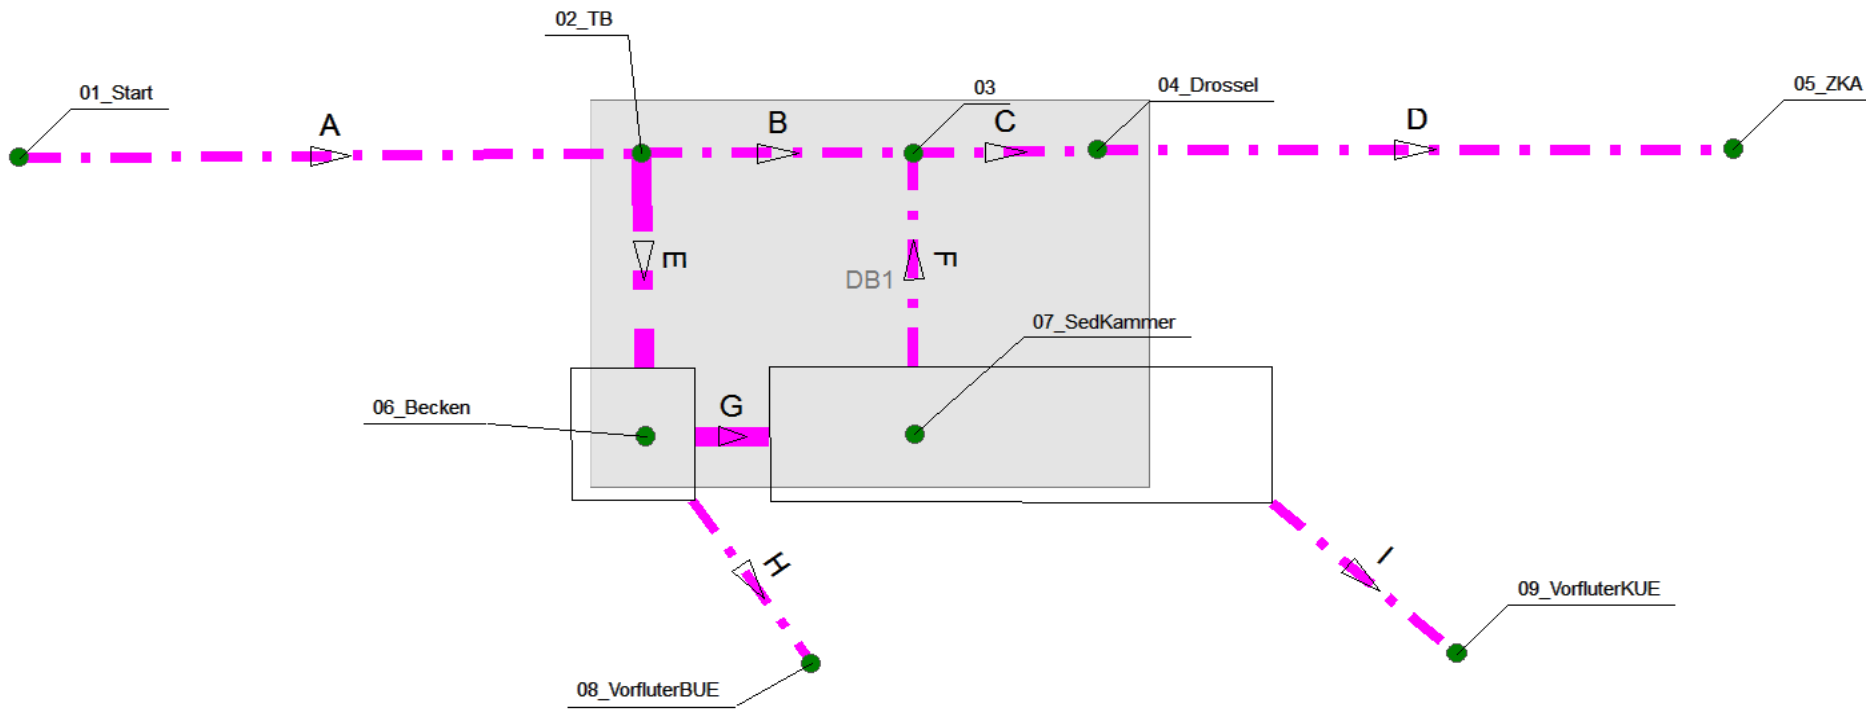 02_TB
01_Start
03
04_Drossel
05_ZKA
A
B
C
D
E
F
DB1
07_SedKammer
06_Becken
G
H
I
09_VorfluterKUE
08_VorfluterBUE